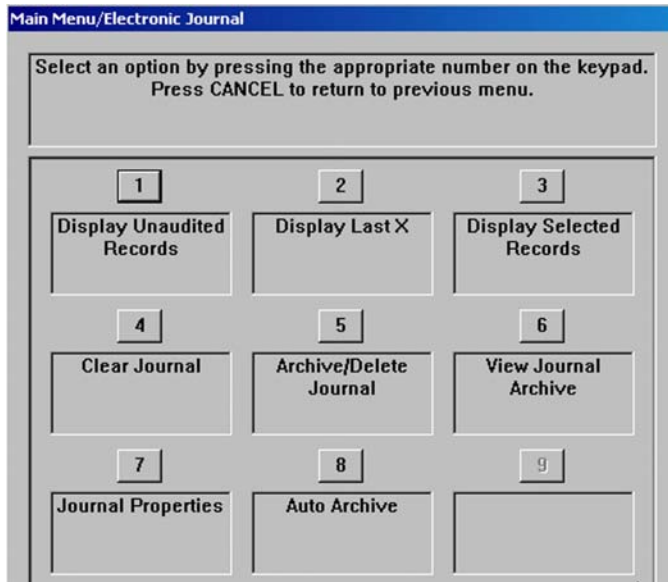 Main Menu/Electronic Journal
Select an option by pressing the appropriate number on the keypad.
Press CANCEL to return to previous menu.
1
2
3
Display Unaudited
Records
Display Last X
Display Selected
Records
4
5
6
Clear Journal
Archive/Delete
Journal
View Journal
Archive
7
8
9
Journal Properties
Auto Archive